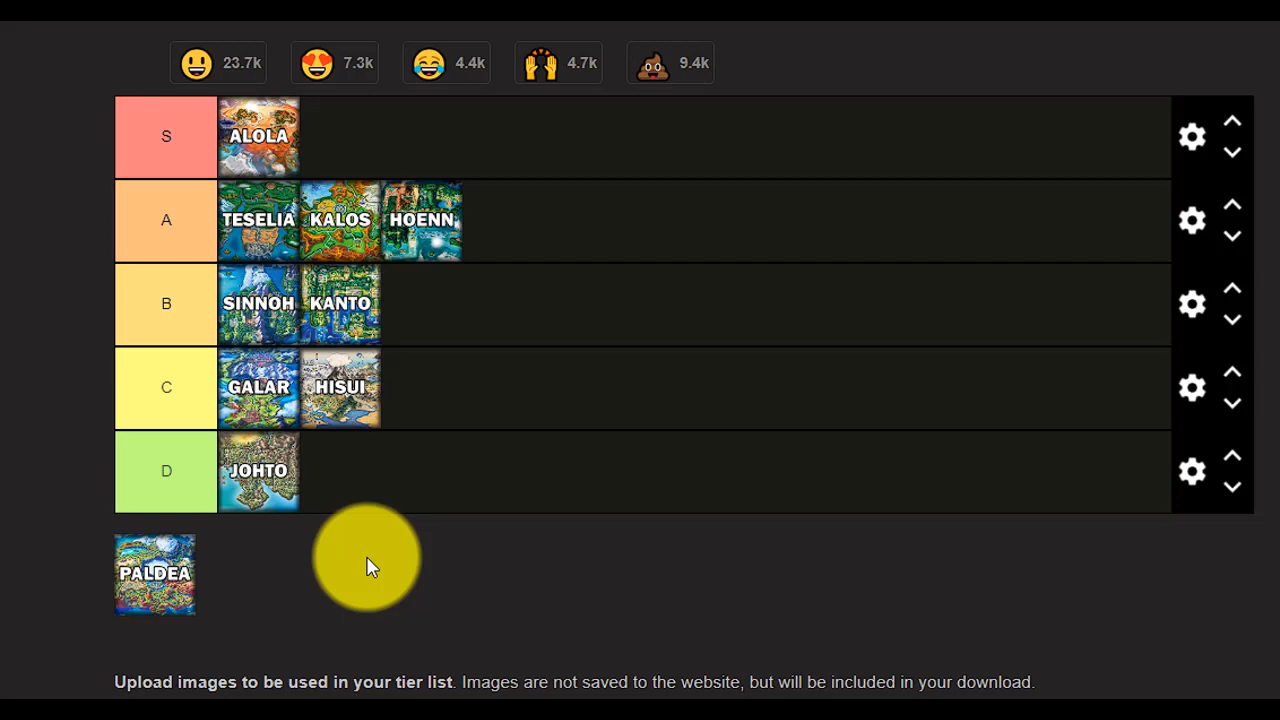 23.7k 7.3k 4.4k 4.7k 9.4k
S ALOLA
A TESELIA KALOS HOENN
B SINNOH KANTO
C GALAR HISUI
D JOHTO
PALDEA
Upload images to be used in your tier list. Images are not saved to the website, but will be included in your download.